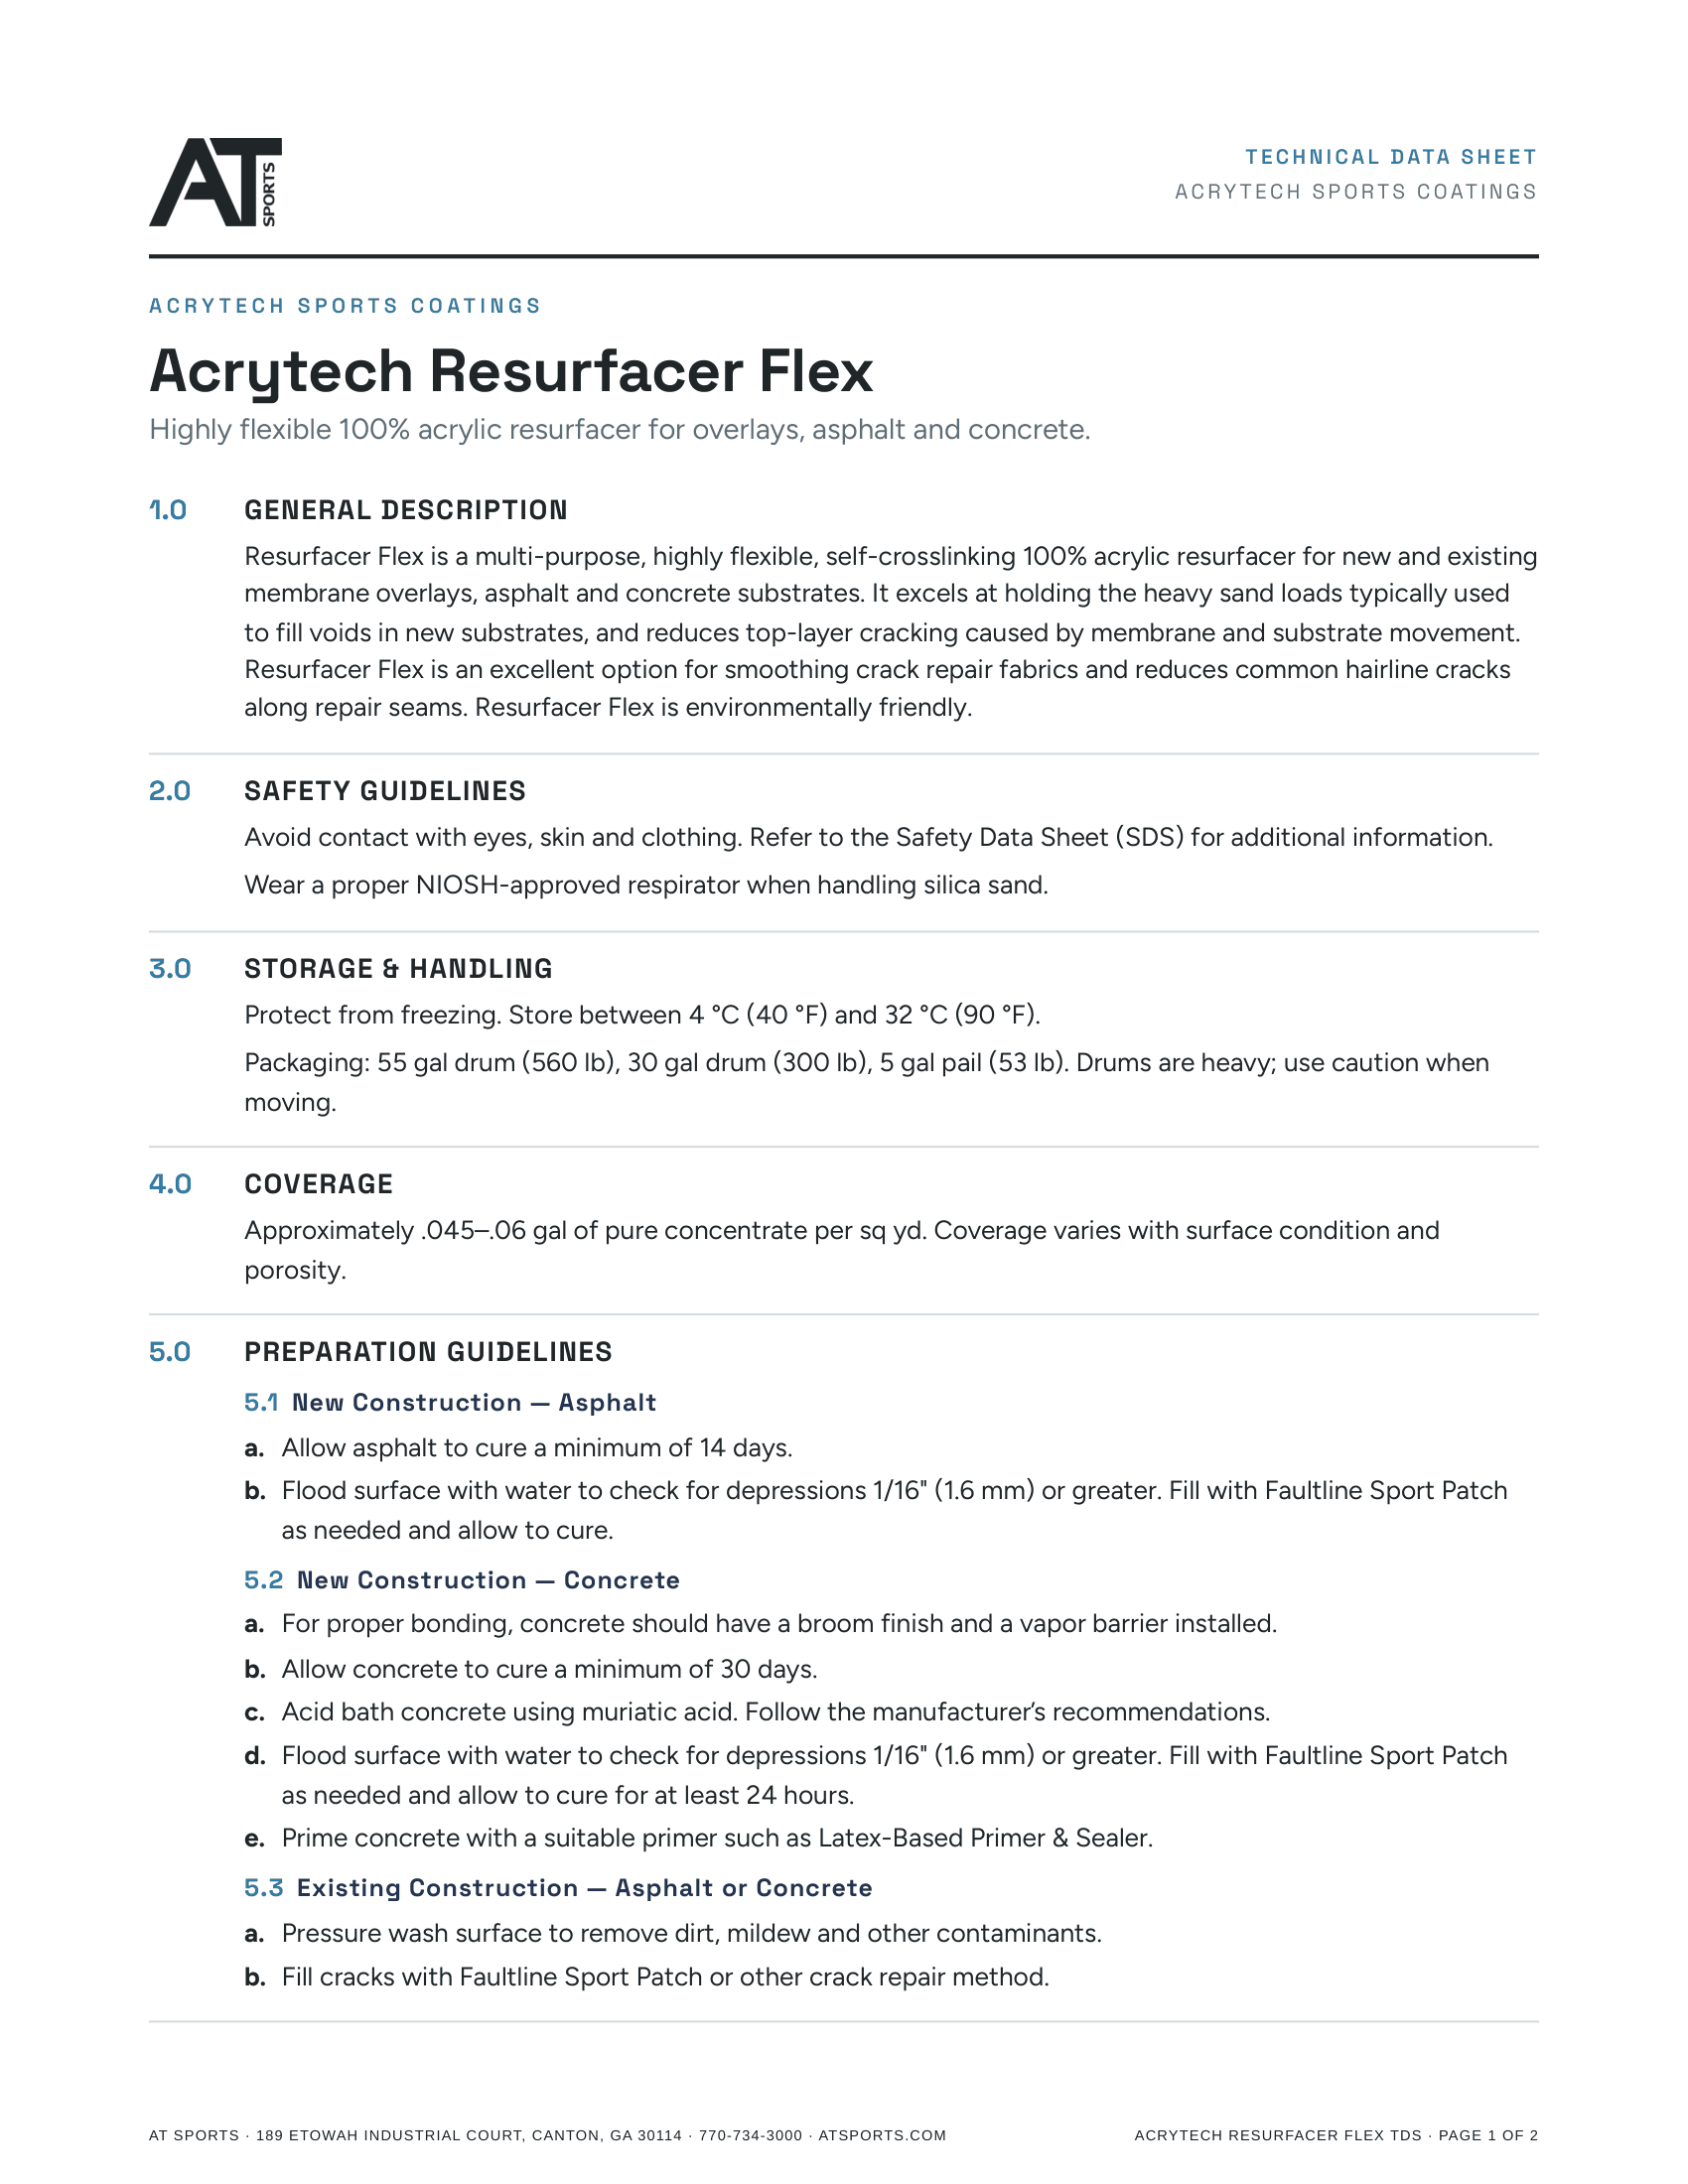 AT SPORTS
TECHNICAL DATA SHEET
ACRYTECH SPORTS COATINGS
ACRYTECH SPORTS COATINGS
Acrytech Resurfacer Flex
Highly flexible 100% acrylic resurfacer for overlays, asphalt and concrete.
1.0 GENERAL DESCRIPTION
Resurfacer Flex is a multi-purpose, highly flexible, self-crosslinking 100% acrylic resurfacer for new and existing
membrane overlays, asphalt and concrete substrates. It excels at holding the heavy sand loads typically used
to fill voids in new substrates, and reduces top-layer cracking caused by membrane and substrate movement.
Resurfacer Flex is an excellent option for smoothing crack repair fabrics and reduces common hairline cracks
along repair seams. Resurfacer Flex is environmentally friendly.
2.0 SAFETY GUIDELINES
Avoid contact with eyes, skin and clothing. Refer to the Safety Data Sheet (SDS) for additional information.
Wear a proper NIOSH-approved respirator when handling silica sand.
3.0 STORAGE & HANDLING
Protect from freezing. Store between 4 °C (40 °F) and 32 °C (90 °F).
Packaging: 55 gal drum (560 lb), 30 gal drum (300 lb), 5 gal pail (53 lb). Drums are heavy; use caution when
moving.
4.0 COVERAGE
Approximately .045–.06 gal of pure concentrate per sq yd. Coverage varies with surface condition and
porosity.
5.0 PREPARATION GUIDELINES
5.1 New Construction — Asphalt
a. Allow asphalt to cure a minimum of 14 days.
b. Flood surface with water to check for depressions 1/16" (1.6 mm) or greater. Fill with Faultline Sport Patch
as needed and allow to cure.
5.2 New Construction — Concrete
a. For proper bonding, concrete should have a broom finish and a vapor barrier installed.
b. Allow concrete to cure a minimum of 30 days.
c. Acid bath concrete using muriatic acid. Follow the manufacturer’s recommendations.
d. Flood surface with water to check for depressions 1/16" (1.6 mm) or greater. Fill with Faultline Sport Patch
as needed and allow to cure for at least 24 hours.
e. Prime concrete with a suitable primer such as Latex-Based Primer & Sealer.
5.3 Existing Construction — Asphalt or Concrete
a. Pressure wash surface to remove dirt, mildew and other contaminants.
b. Fill cracks with Faultline Sport Patch or other crack repair method.
AT SPORTS · 189 ETOWAH INDUSTRIAL COURT, CANTON, GA 30114 · 770-734-3000 · ATSPORTS.COM
ACRYTECH RESURFACER FLEX TDS · PAGE 1 OF 2